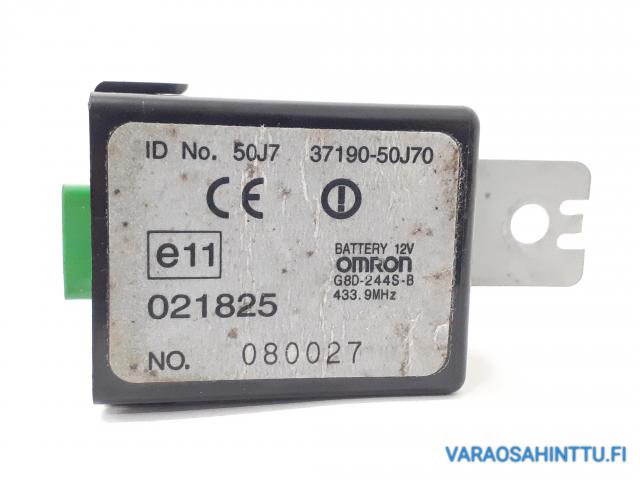 ID No. 50J7 37190-50J70
CE
e11
BATTERY 12V
OMRON
G8D-244S-B
433.9MHz
021825
NO. 080027
VARAOSAHINTTU.FI